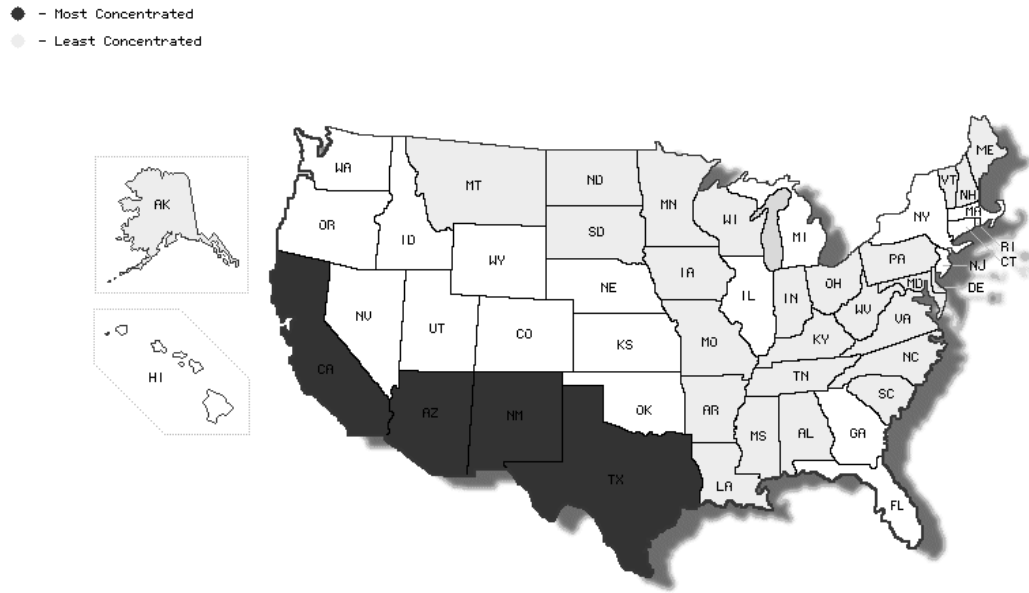 - Most Concentrated
- Least Concentrated
ME
WA
VT
NH
MT
ND
MN
AK
MA
WI
NY
OR
SD
MI
ID
RI
PA
CT
WY
NJ
IA
OH
MD
DE
NE
IL
IN
WV
NV
VA
UT
CO
KY
KS
MO
NC
CA
HI
TN
SC
AZ
NM
OK
AR
GA
MS
AL
TX
LA
FL